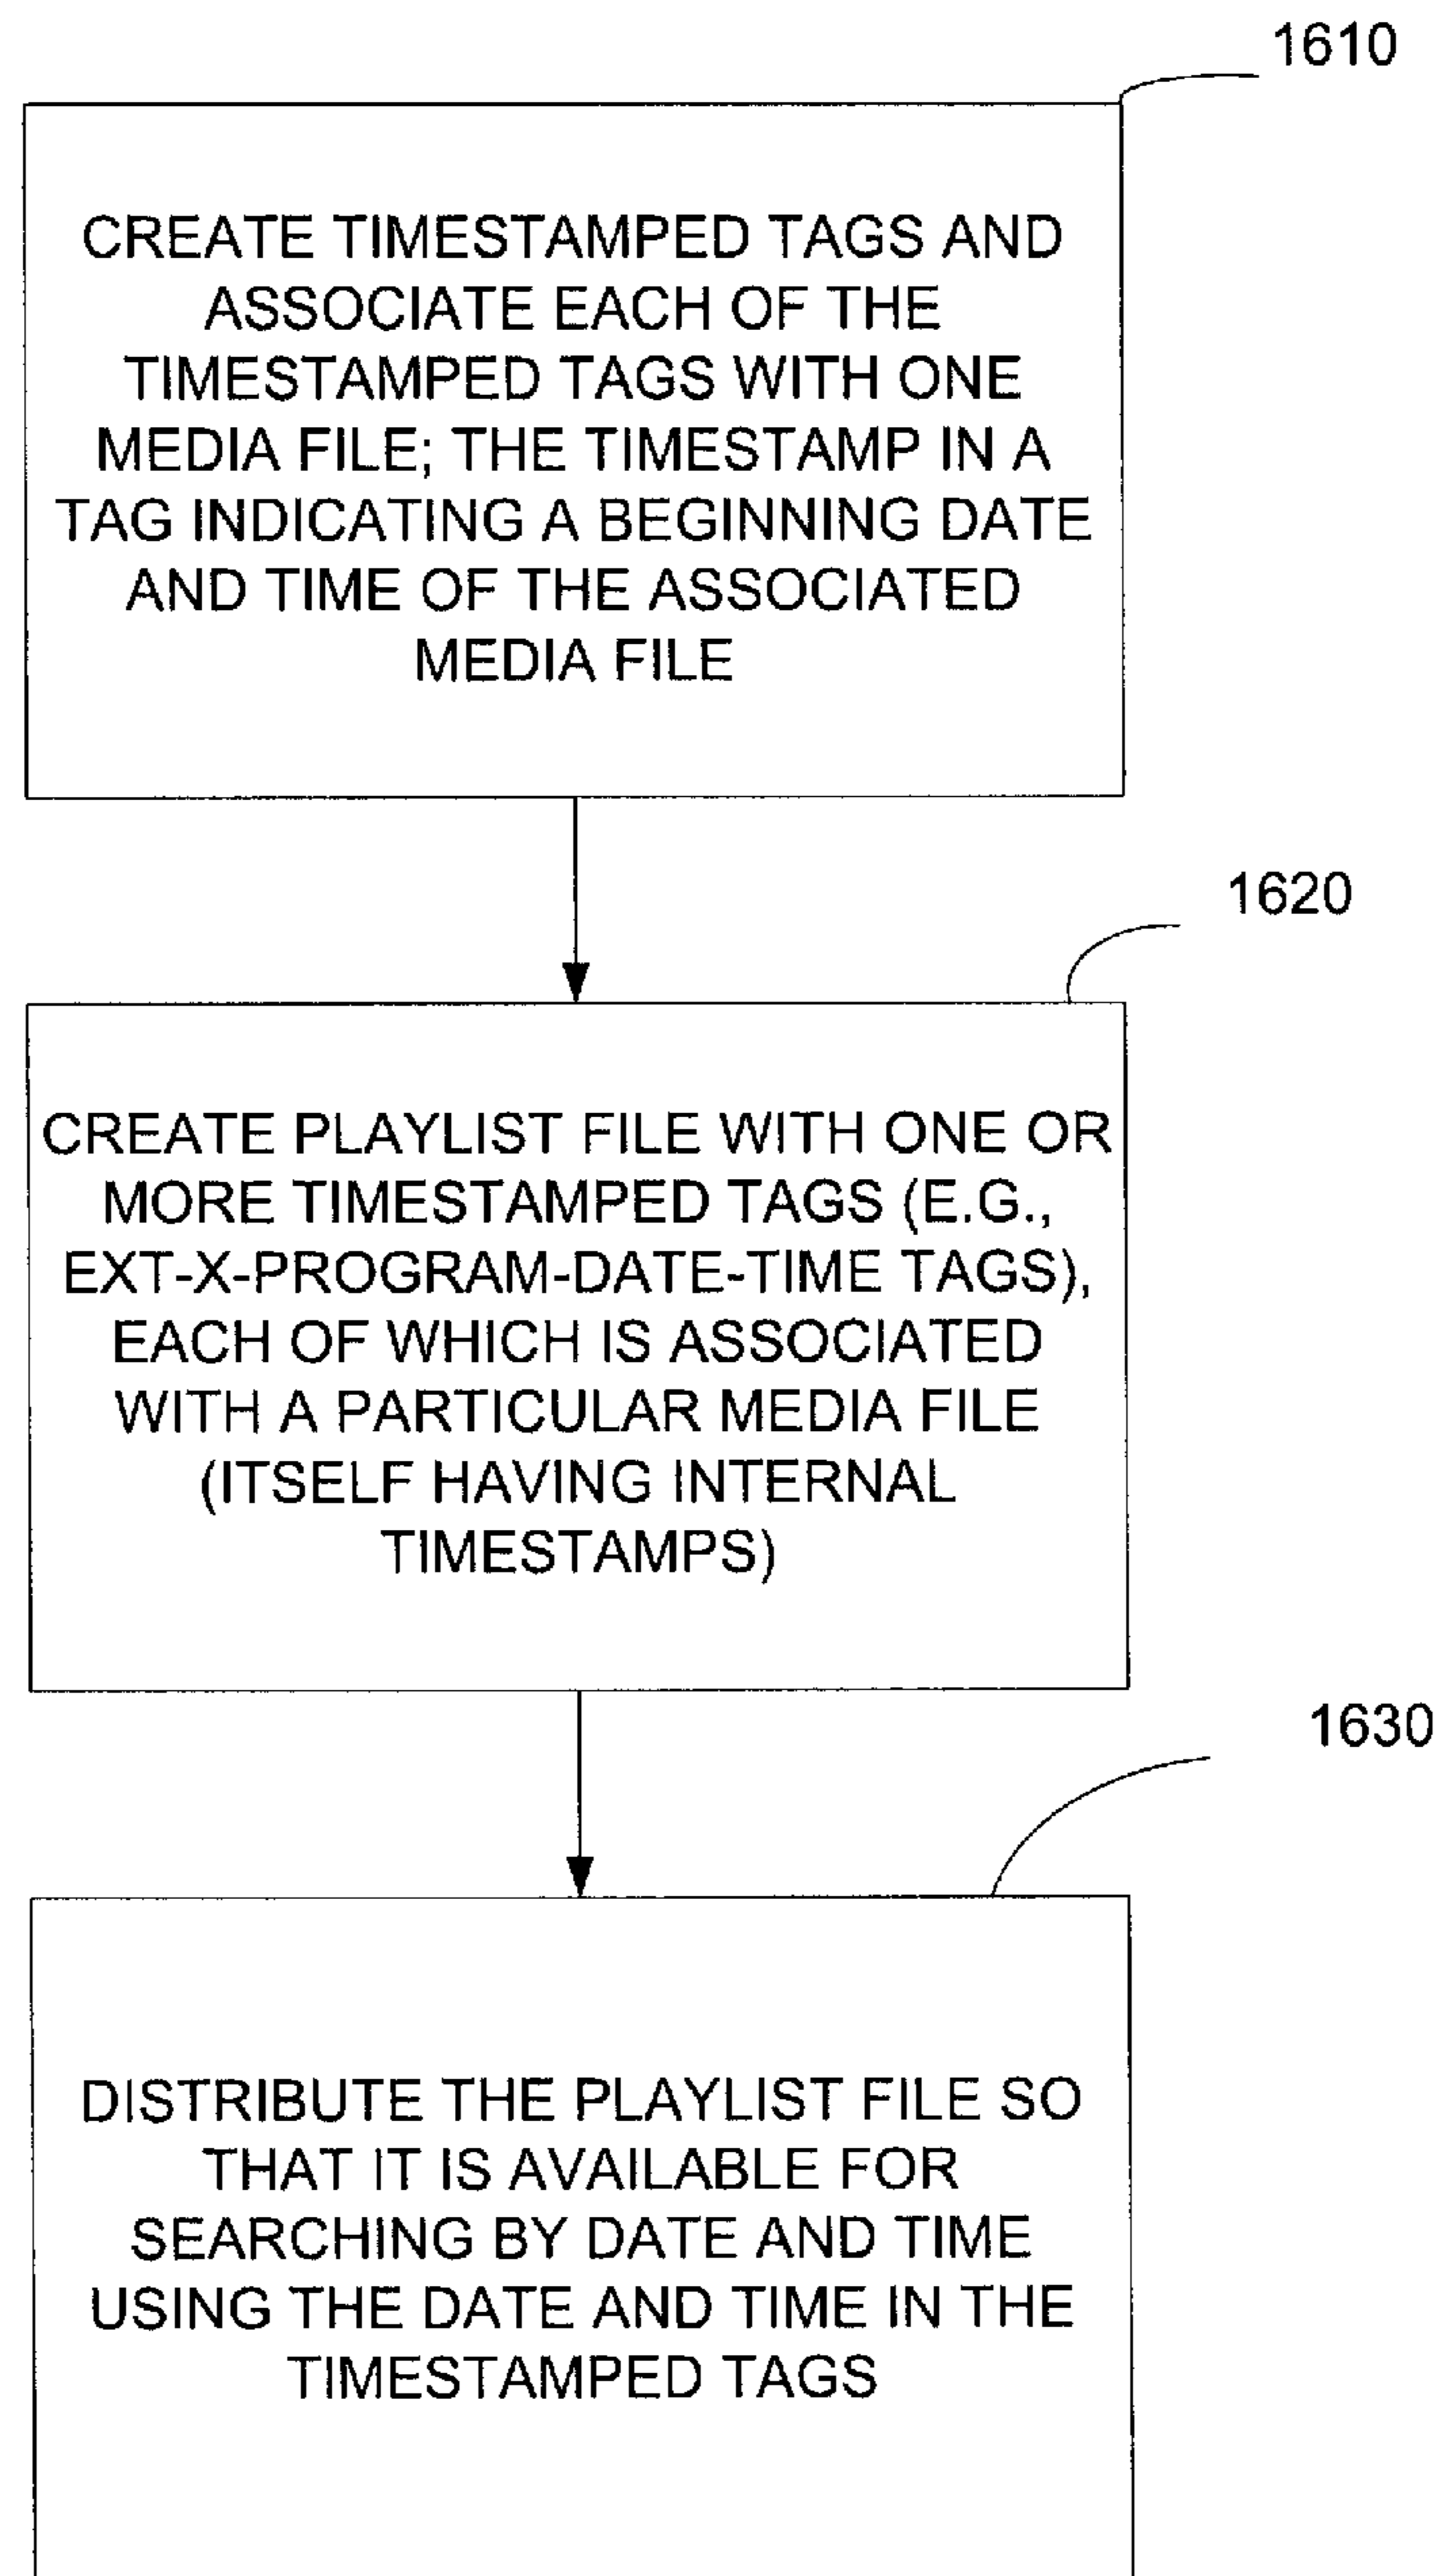 1610
CREATE TIMESTAMPED TAGS AND
ASSOCIATE EACH OF THE
TIMESTAMPED TAGS WITH ONE
MEDIA FILE; THE TIMESTAMP IN A
TAG INDICATING A BEGINNING DATE
AND TIME OF THE ASSOCIATED
MEDIA FILE
1620
CREATE PLAYLIST FILE WITH ONE OR
MORE TIMESTAMPED TAGS (E.G.,
EXT-X-PROGRAM-DATE-TIME TAGS),
EACH OF WHICH IS ASSOCIATED
WITH A PARTICULAR MEDIA FILE
(ITSELF HAVING INTERNAL
TIMESTAMPS)
1630
DISTRIBUTE THE PLAYLIST FILE SO
THAT IT IS AVAILABLE FOR
SEARCHING BY DATE AND TIME
USING THE DATE AND TIME IN THE
TIMESTAMPED TAGS